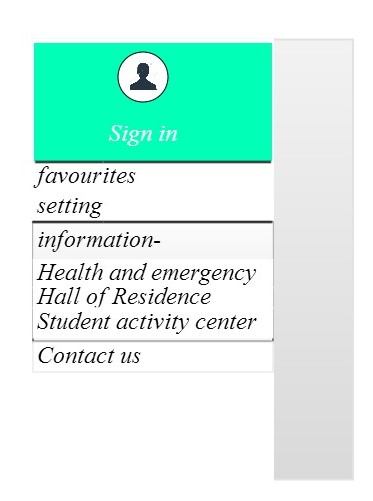 Sign in
favourites
setting
information-
Health and emergency
Hall of Residence
Student activity center
Contact us